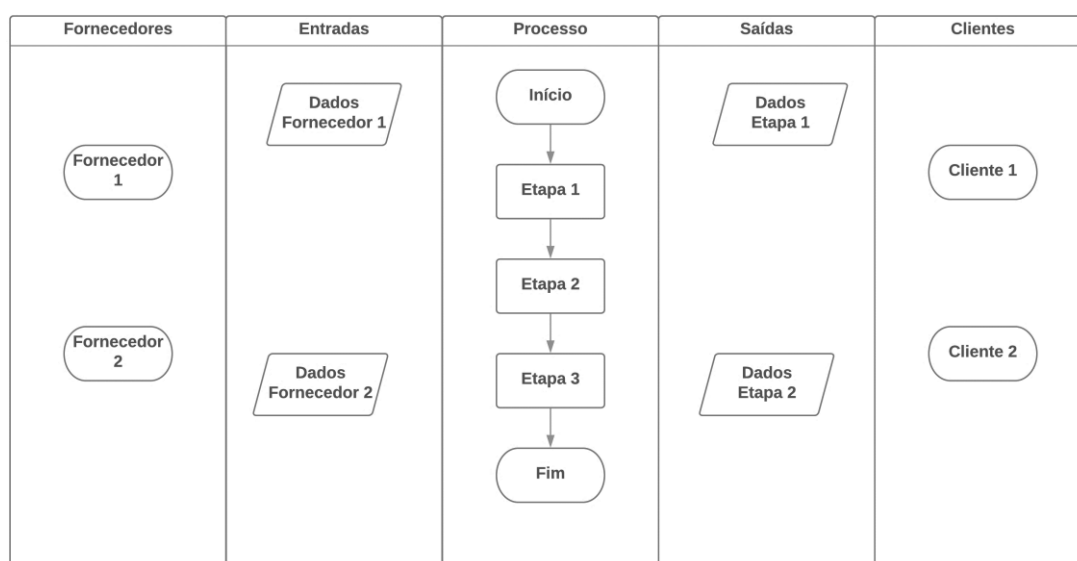 Fornecedores
Entradas
Processo
Saídas
Clientes
Fornecedor
1
Fornecedor
2
Dados
Fornecedor 1
Dados
Fornecedor 2
Início
Etapa 1
Etapa 2
Etapa 3
Fim
Dados
Etapa 1
Dados
Etapa 2
Cliente 1
Cliente 2